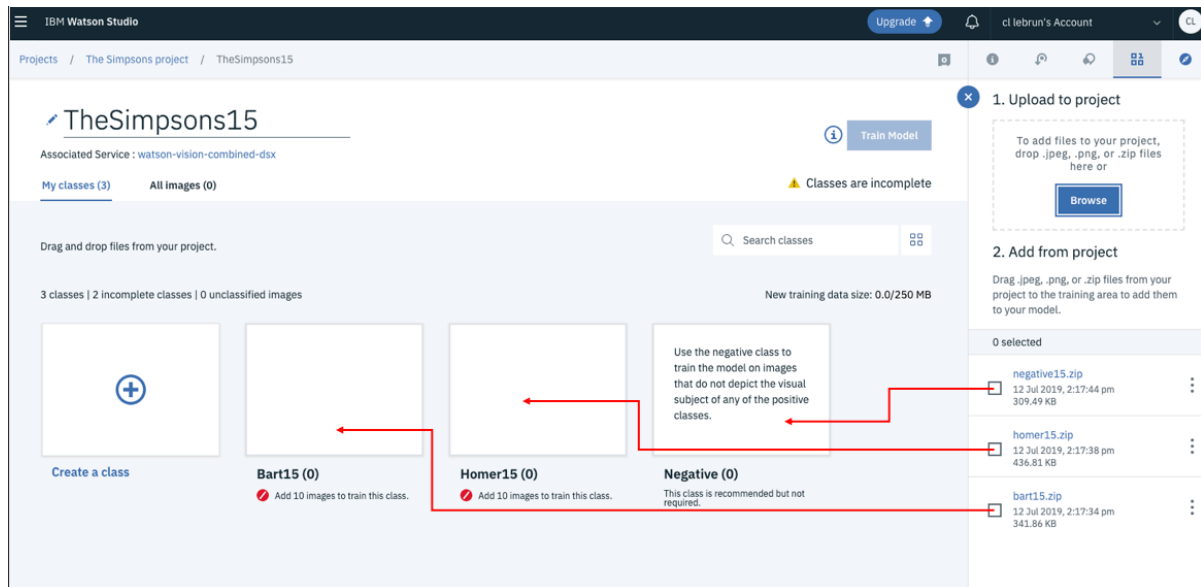 IBM Watson Studio
Upgrade
cl lebrun's Account
CL
Projects / The Simpsons project / TheSimpsons15
TheSimpsons15
Train Model
Associated Service : watson-vision-combined-dsx
My classes (3)
All images (0)
Classes are incomplete
Drag and drop files from your project.
Search classes
3 classes | 2 incomplete classes | 0 unclassified images
New training data size: 0.0/250 MB
Create a class
Bart15 (0)
Add 10 images to train this class.
Homer15 (0)
Add 10 images to train this class.
Use the negative class to
train the model on images
that do not depict the visual
subject of any of the positive
classes.
Negative (0)
This class is recommended but not
required.
1. Upload to project
To add files to your project,
drop .jpeg, .png, or .zip files
here or
Browse
2. Add from project
Drag .jpeg, .png, or .zip files from your
project to the training area to add them
to your model.
0 selected
negative15.zip
12 Jul 2019, 2:17:44 pm
309.49 KB
homer15.zip
12 Jul 2019, 2:17:38 pm
436.81 KB
bart15.zip
12 Jul 2019, 2:17:34 pm
341.86 KB